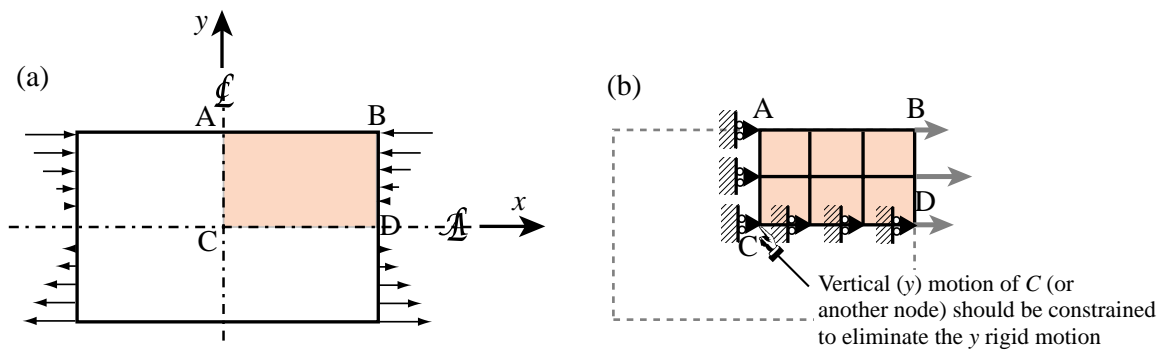 y
(a)
(b)
A
B
A
B
x
D
D
C
C
Vertical (y) motion of C (or
another node) should be constrained
to eliminate the y rigid motion